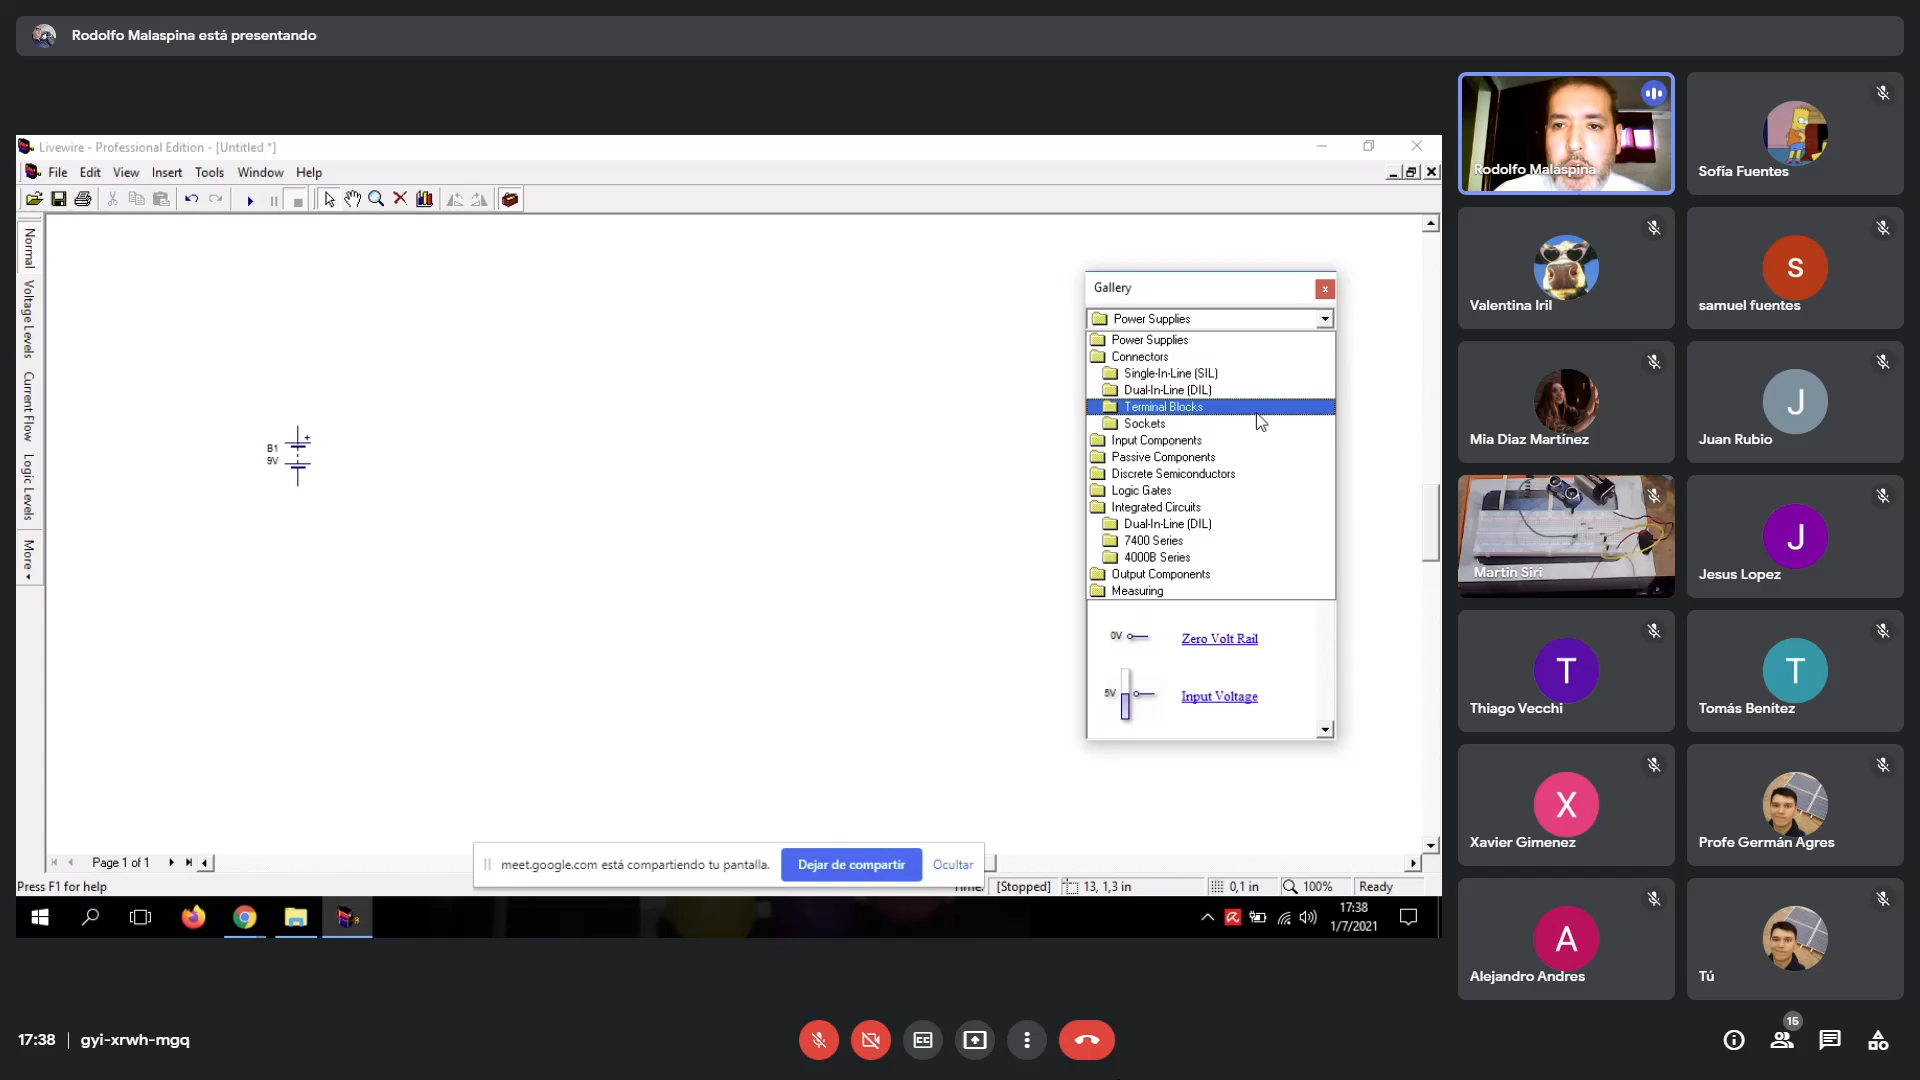 Rodolfo Malaspina está presentando
Livewire - Professional Edition - [Untitled *]
File Edit View Insert Tools Window Help
Normal
Voltage Levels
Current Flow
Logic Levels
More
B1
9V
+
Gallery
x
Power Supplies
Power Supplies
Connectors
Single-In-Line (SIL)
Dual-In-Line (DIL)
Terminal Blocks
Sockets
Input Components
Passive Components
Discrete Semiconductors
Logic Gates
Integrated Circuits
Dual-In-Line (DIL)
7400 Series
4000B Series
Output Components
Measuring
0V Zero Volt Rail
5V Input Voltage
Page 1 of 1
meet.google.com está compartiendo tu pantalla. Dejar de compartir Ocultar
Press F1 for help
Time: [Stopped] 13, 1,3 in 0,1 in 100% Ready
17:38
1/7/2021
Rodolfo Malaspina
Sofía Fuentes
Valentina Iril
S
samuel fuentes
Mia Diaz Martínez
J
Juan Rubio
Martin Siri
J
Jesus Lopez
T
Thiago Vecchi
T
Tomás Benítez
X
Xavier Gimenez
Profe Germán Agres
A
Alejandro Andres
Tú
17:38 | gyi-xrwh-mgq
15